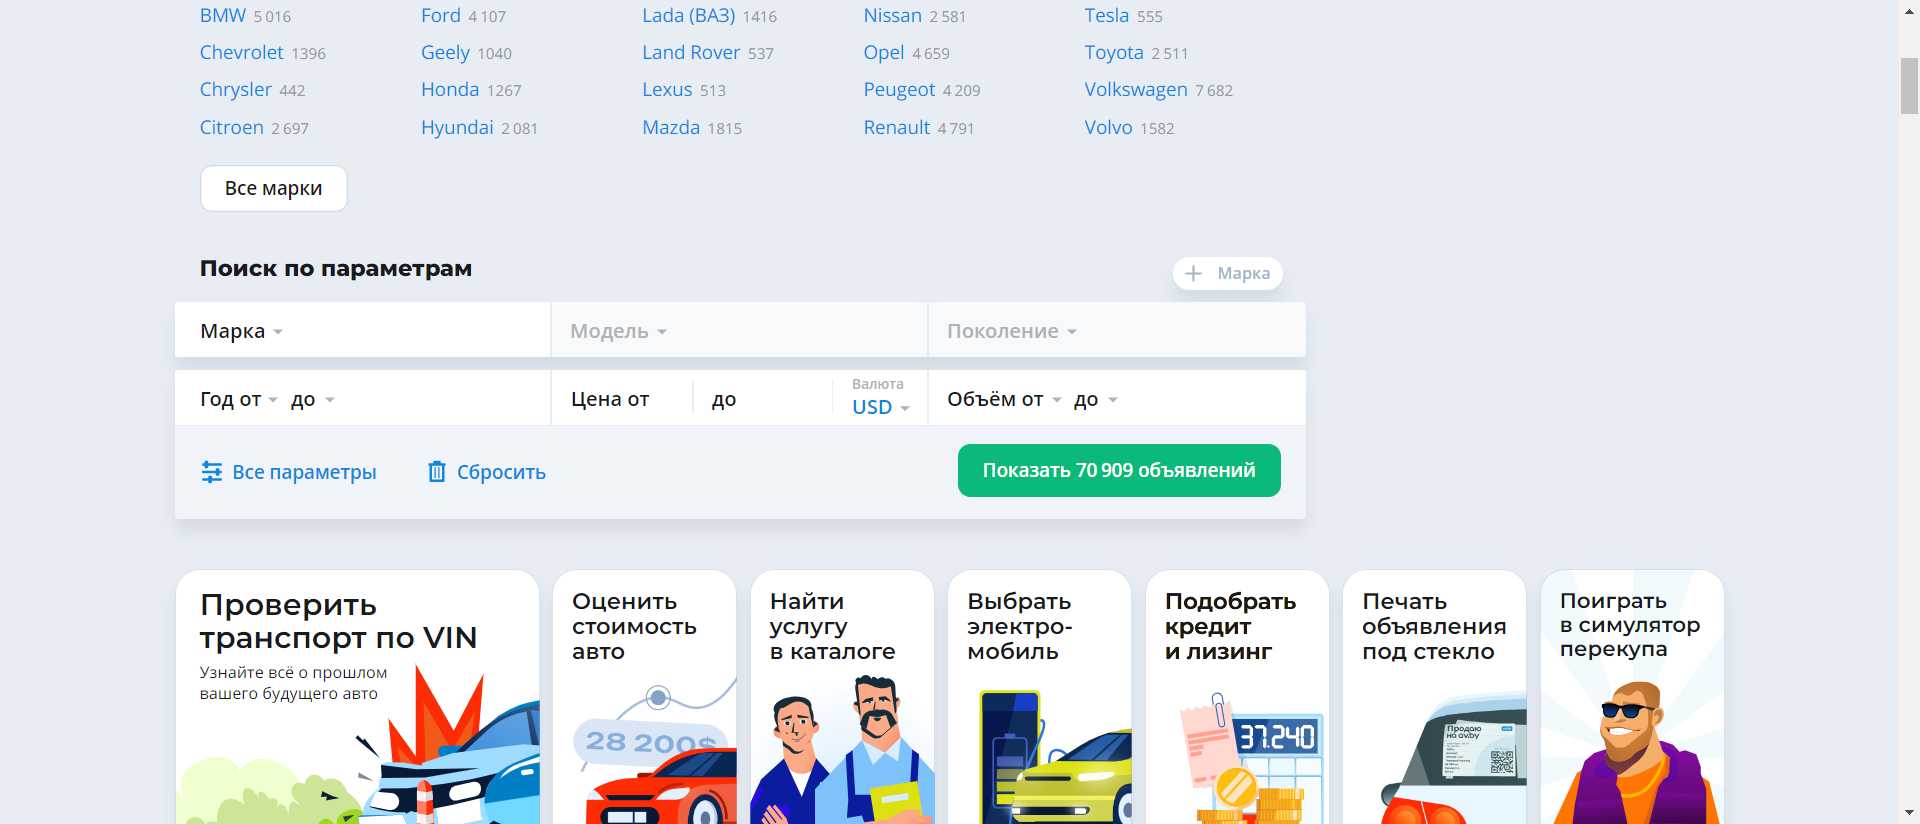 BMW 5 016
Ford 4 107
Lada (ВАЗ) 1416
Nissan 2 581
Tesla 555
Chevrolet 1396
Geely 1040
Land Rover 537
Opel 4 659
Toyota 2 511
Chrysler 442
Honda 1267
Lexus 513
Peugeot 4 209
Volkswagen 7 682
Citroen 2 697
Hyundai 2 081
Mazda 1815
Renault 4 791
Volvo 1582
Все марки
Поиск по параметрам
Марка
Марка
Модель
Поколение
Год от
до
Цена от
до
Валюта
USD
Объём от
до
Все параметры
Сбросить
Показать 70 909 объявлений
Проверить
транспорт по VIN
Узнайте всё о прошлом
вашего будущего авто
Оценить
стоимость
авто
28 200$
Найти
услугу
в каталоге
Выбрать
электро-
мобиль
Подобрать
кредит
и лизинг
37.240
Печать
объявления
под стекло
Продаю
на av.by
Поиграть
в симулятор
перекупа